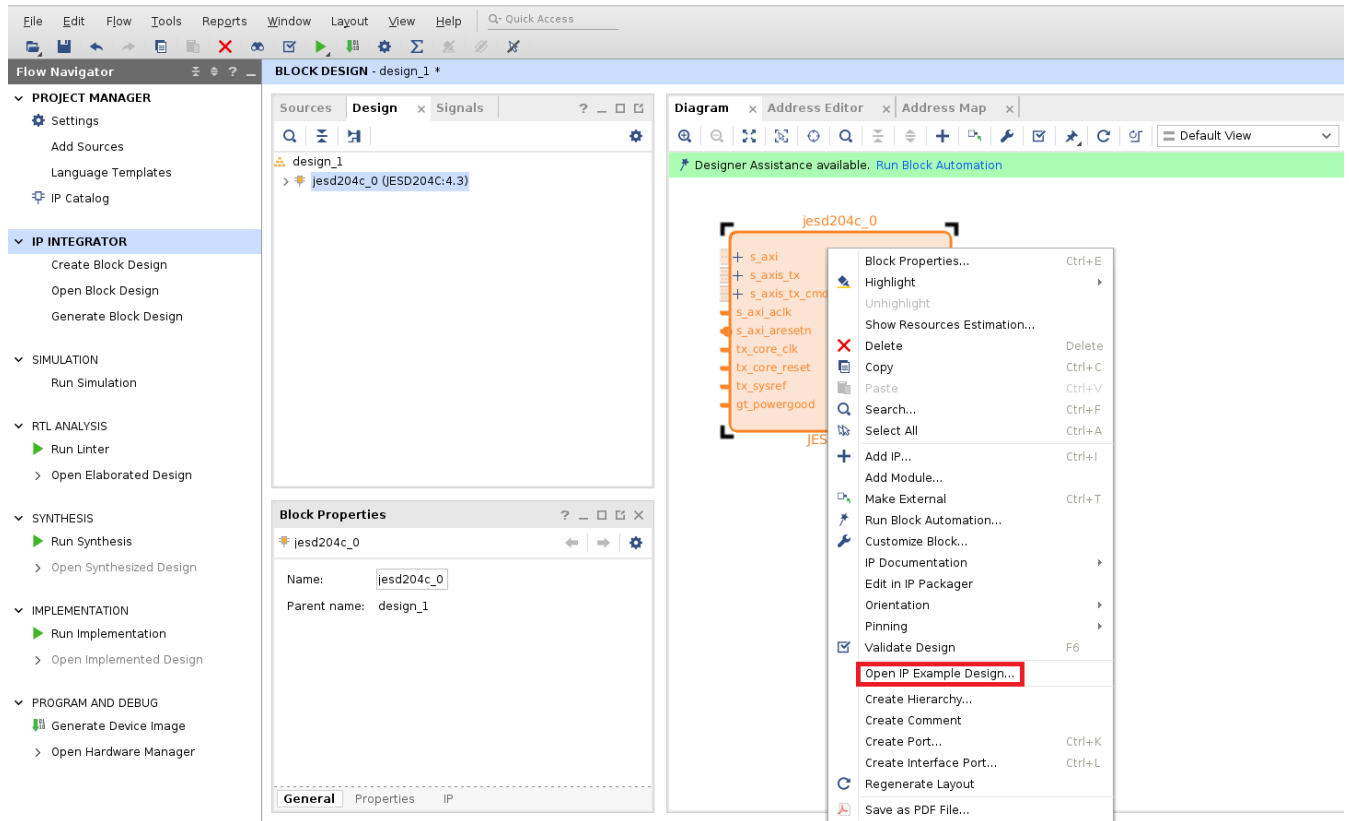 File Edit Flow Tools Reports Window Layout View Help Q- Quick Access
Flow Navigator
PROJECT MANAGER
Settings
Add Sources
Language Templates
IP Catalog
IP INTEGRATOR
Create Block Design
Open Block Design
Generate Block Design
SIMULATION
Run Simulation
RTL ANALYSIS
Run Linter
Open Elaborated Design
SYNTHESIS
Run Synthesis
Open Synthesized Design
IMPLEMENTATION
Run Implementation
Open Implemented Design
PROGRAM AND DEBUG
Generate Device Image
Open Hardware Manager
BLOCK DESIGN - design_1 *
Sources Design Signals
design_1
jesd204c_0 (JESD204C:4.3)
Block Properties
jesd204c_0
Name: jesd204c_0
Parent name: design_1
General Properties IP
Diagram Address Editor Address Map
Default View
Designer Assistance available. Run Block Automation
jesd204c_0
s_axi
s_axis_tx
s_axis_tx_cmd
s_axi_aclk
s_axi_aresetn
tx_core_clk
tx_core_reset
tx_sysref
gt_powergood
JES
Block Properties... Ctrl+E
Highlight
Unhighlight
Show Resources Estimation...
Delete Delete
Copy Ctrl+C
Paste Ctrl+V
Search... Ctrl+F
Select All Ctrl+A
Add IP... Ctrl+I
Add Module...
Make External Ctrl+T
Run Block Automation...
Customize Block...
IP Documentation
Edit in IP Packager
Orientation
Pinning
Validate Design F6
Open IP Example Design...
Create Hierarchy...
Create Comment
Create Port... Ctrl+K
Create Interface Port... Ctrl+L
Regenerate Layout
Save as PDF File...